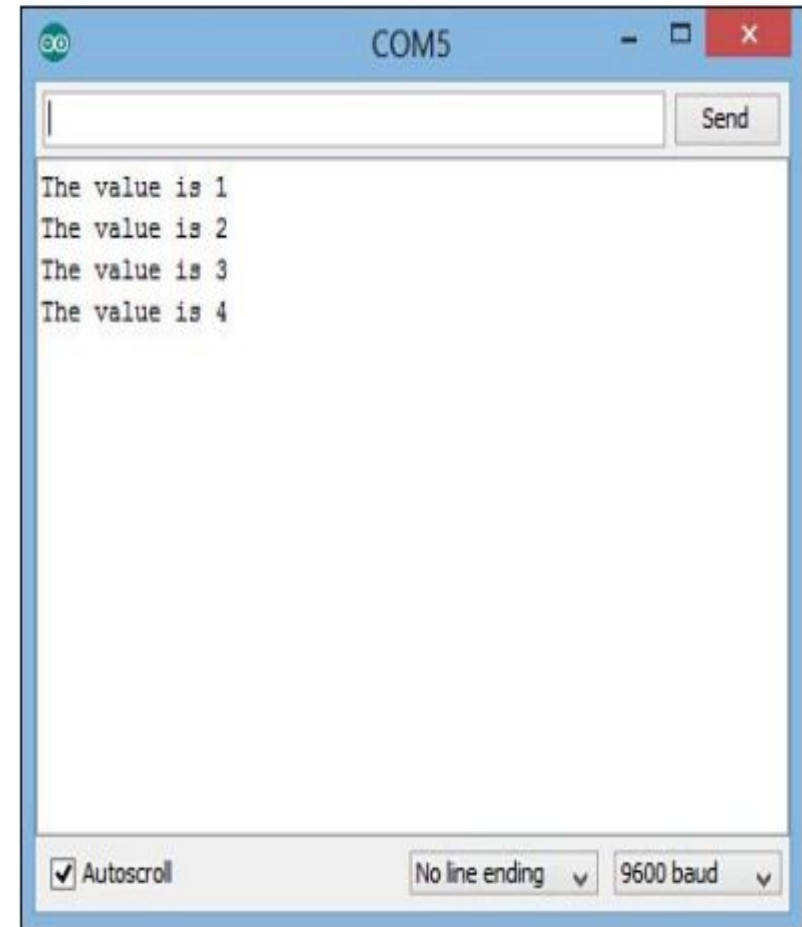 COM5
Send
The value is 1
The value is 2
The value is 3
The value is 4
Autoscroll
No line ending
9600 baud